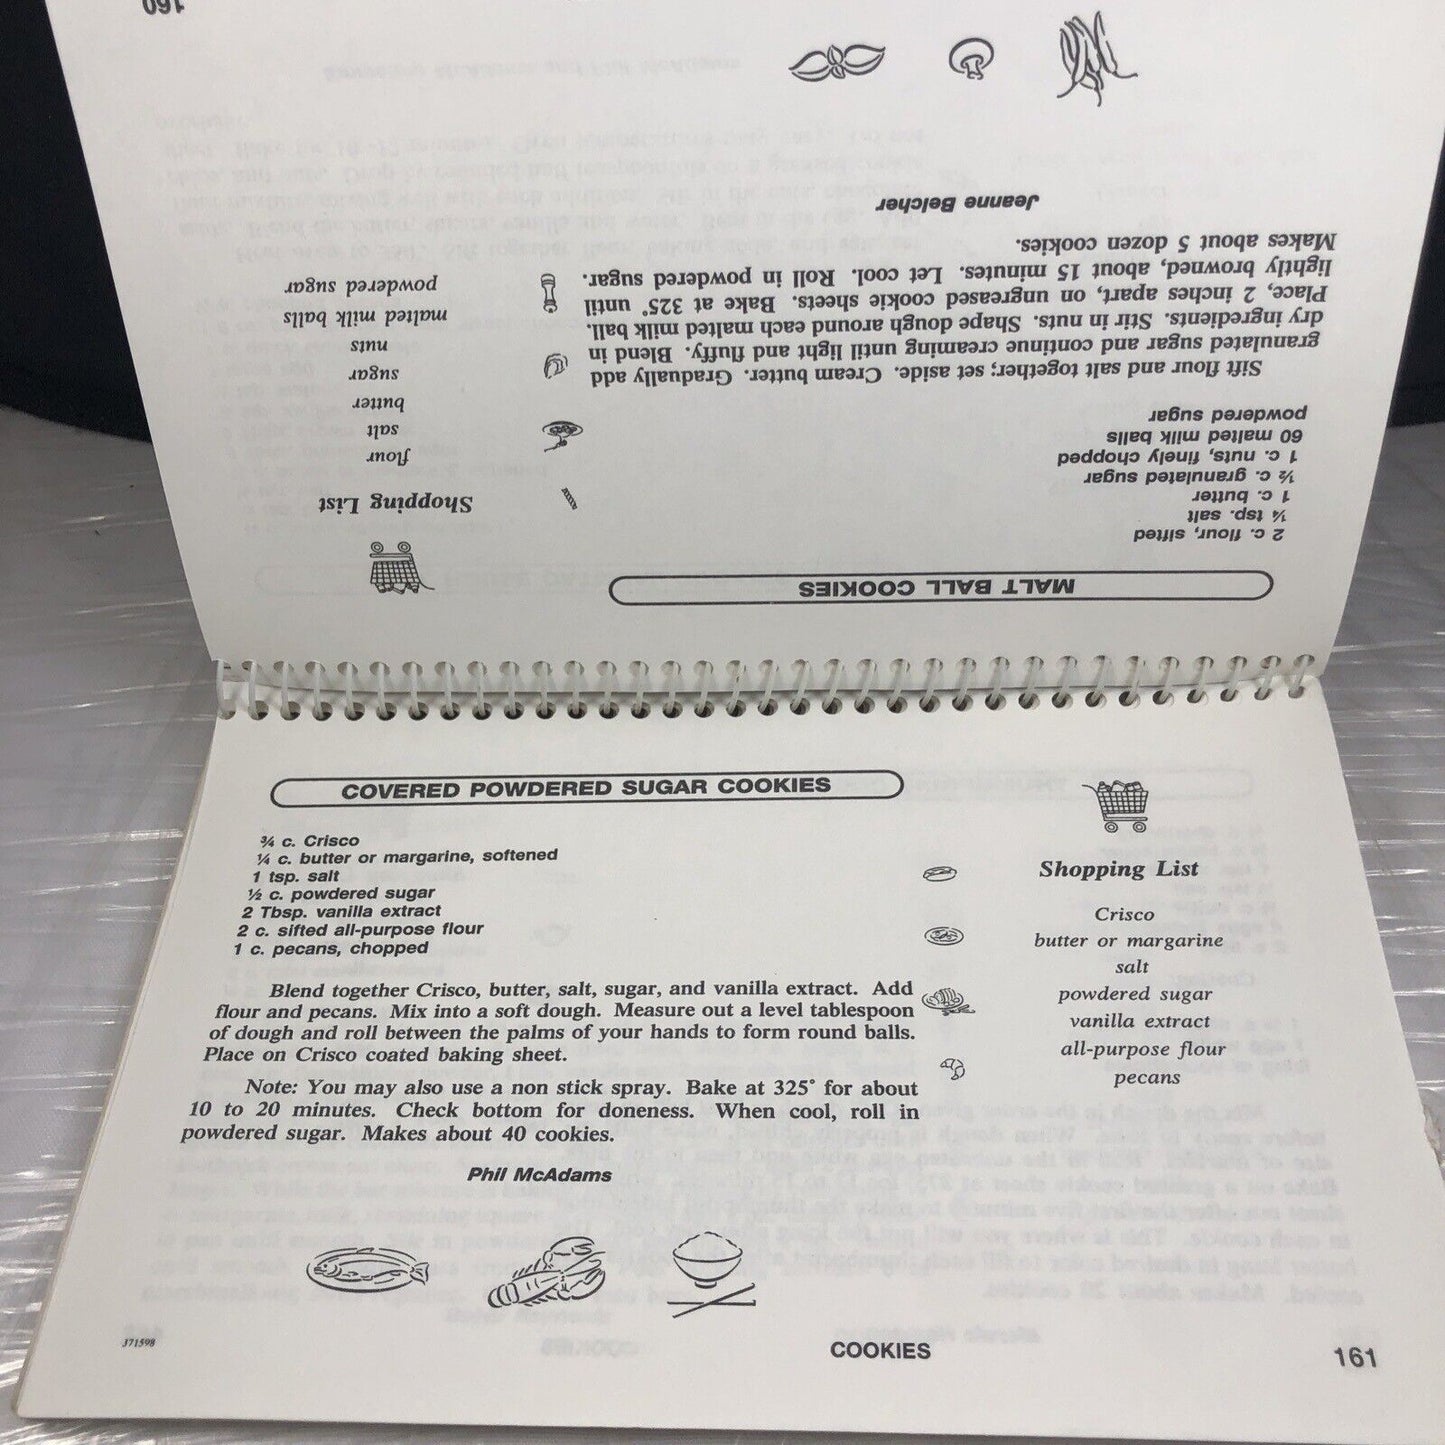 160
MALT BALL COOKIES
2 c. flour, sifted
¼ tsp. salt
1 c. butter
½ c. granulated sugar
1 c. nuts, finely chopped
60 malted milk balls
powdered sugar
Sift flour and salt together; set aside. Cream butter. Gradually add
granulated sugar and continue creaming until light and fluffy. Blend in
dry ingredients. Stir in nuts. Shape dough around each malted milk ball.
Place, 2 inches apart, on ungreased cookie sheets. Bake at 325° until
lightly browned, about 15 minutes. Let cool. Roll in powdered sugar.
Makes about 5 dozen cookies.
Jeanne Belcher
Shopping List
flour
salt
butter
sugar
nuts
malted milk balls
powdered sugar
COVERED POWDERED SUGAR COOKIES
¾ c. Crisco
¼ c. butter or margarine, softened
1 tsp. salt
½ c. powdered sugar
2 Tbsp. vanilla extract
2 c. sifted all-purpose flour
1 c. pecans, chopped
Blend together Crisco, butter, salt, sugar, and vanilla extract. Add
flour and pecans. Mix into a soft dough. Measure out a level tablespoon
of dough and roll between the palms of your hands to form round balls.
Place on Crisco coated baking sheet.
Note: You may also use a non stick spray. Bake at 325° for about
10 to 20 minutes. Check bottom for doneness. When cool, roll in
powdered sugar. Makes about 40 cookies.
Phil McAdams
Shopping List
Crisco
butter or margarine
salt
powdered sugar
vanilla extract
all-purpose flour
pecans
371598
COOKIES
161